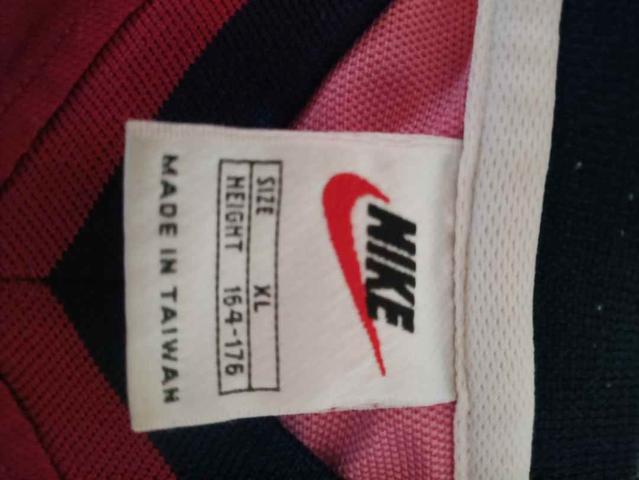 NIKE
SIZE XL
HEIGHT 164-176
MADE IN TAIWAN